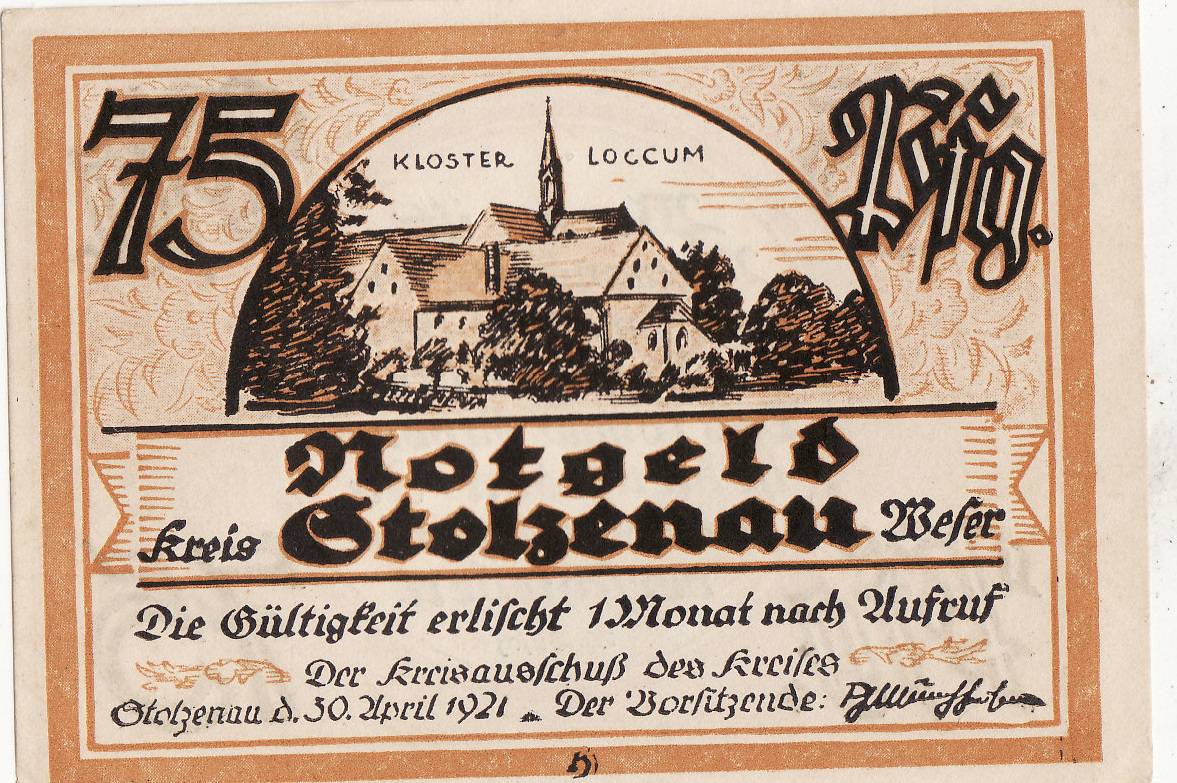 75 Pfg.
KLOSTER LOCCUM
Notgeld
Kreis Stolzenau Weser
Die Gültigkeit erlischt 1 Monat nach Aufruf
Der Kreisausschuß des Kreises
Stolzenau d. 30. April 1921. Der Vorsitzende: